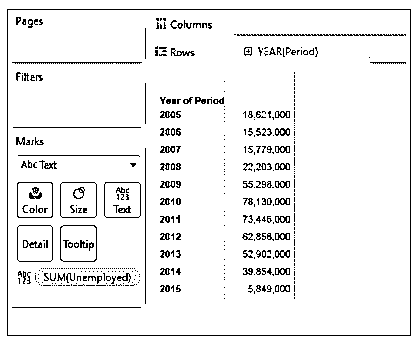 Pages
Columns
Rows
YEAR(Period)
Filters
Year of Period
2005 18,621,000
2006 15,523,000
2007 15,779,000
2008 22,203,000
2009 55,298,000
2010 78,130,000
2011 73,446,000
2012 62,856,000
2013 52,902,000
2014 39,854,000
2015 5,849,000
Marks
Abc Text
Color
Size
Abc
123
Text
Detail
Tooltip
Abc
123
SUM(Unemployed)